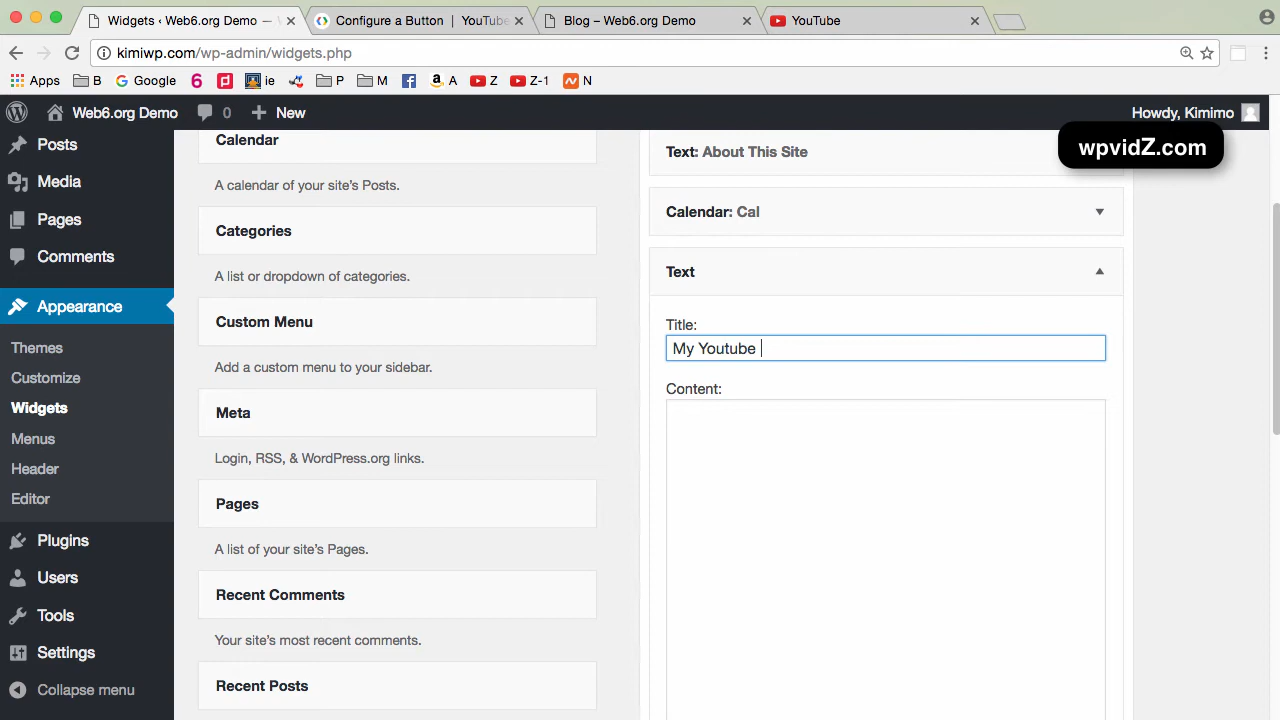 Widgets ‹ Web6.org Demo —
Configure a Button | YouTube
Blog – Web6.org Demo
YouTube
kimiwp.com/wp-admin/widgets.php
Apps
B
Google
6
ie
P
M
A
Z
Z-1
N
Web6.org Demo
0
New
Howdy, Kimimo
wpvidZ.com
Posts
Media
Pages
Comments
Appearance
Themes
Customize
Widgets
Menus
Header
Editor
Plugins
Users
Tools
Settings
Collapse menu
Calendar
A calendar of your site's Posts.
Categories
A list or dropdown of categories.
Custom Menu
Add a custom menu to your sidebar.
Meta
Login, RSS, & WordPress.org links.
Pages
A list of your site's Pages.
Recent Comments
Your site's most recent comments.
Recent Posts
Text: About This Site
Calendar: Cal
Text
Title:
My Youtube
Content: